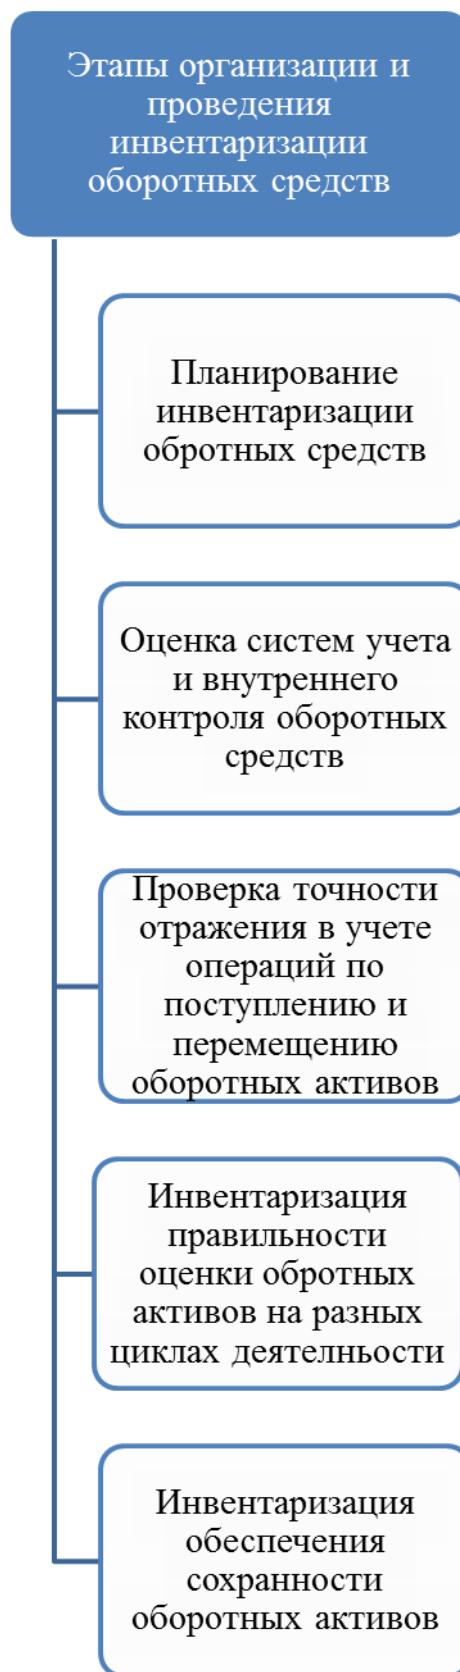 Этапы организации и
проведения
инвентаризации
оборотных средств
Планирование
инвентаризации
обротных средств
Оценка систем учета
и внутреннего
контроля оборотных
средств
Проверка точности
отражения в учете
операций по
поступлению и
перемещению
оборотных активов
Инвентаризация
правильности
оценки обротных
активов на разных
циклах деятелньости
Инвентаризация
обеспечения
сохранности
оборотных активов